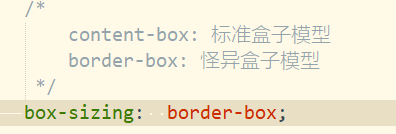 /*
content-box: 标准盒子模型
border-box: 怪异盒子模型
*/
box-sizing: border-box;